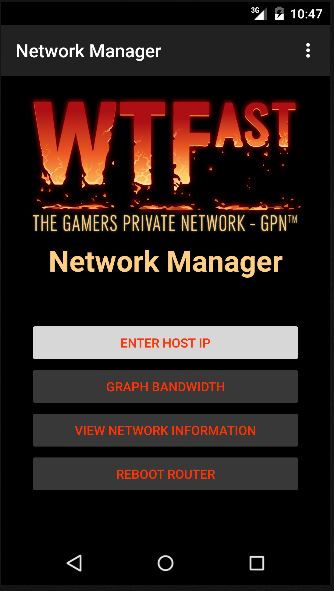 3G 10:47
Network Manager
WTFAST
THE GAMERS PRIVATE NETWORK - GPN™
Network Manager
ENTER HOST IP
GRAPH BANDWIDTH
VIEW NETWORK INFORMATION
REBOOT ROUTER